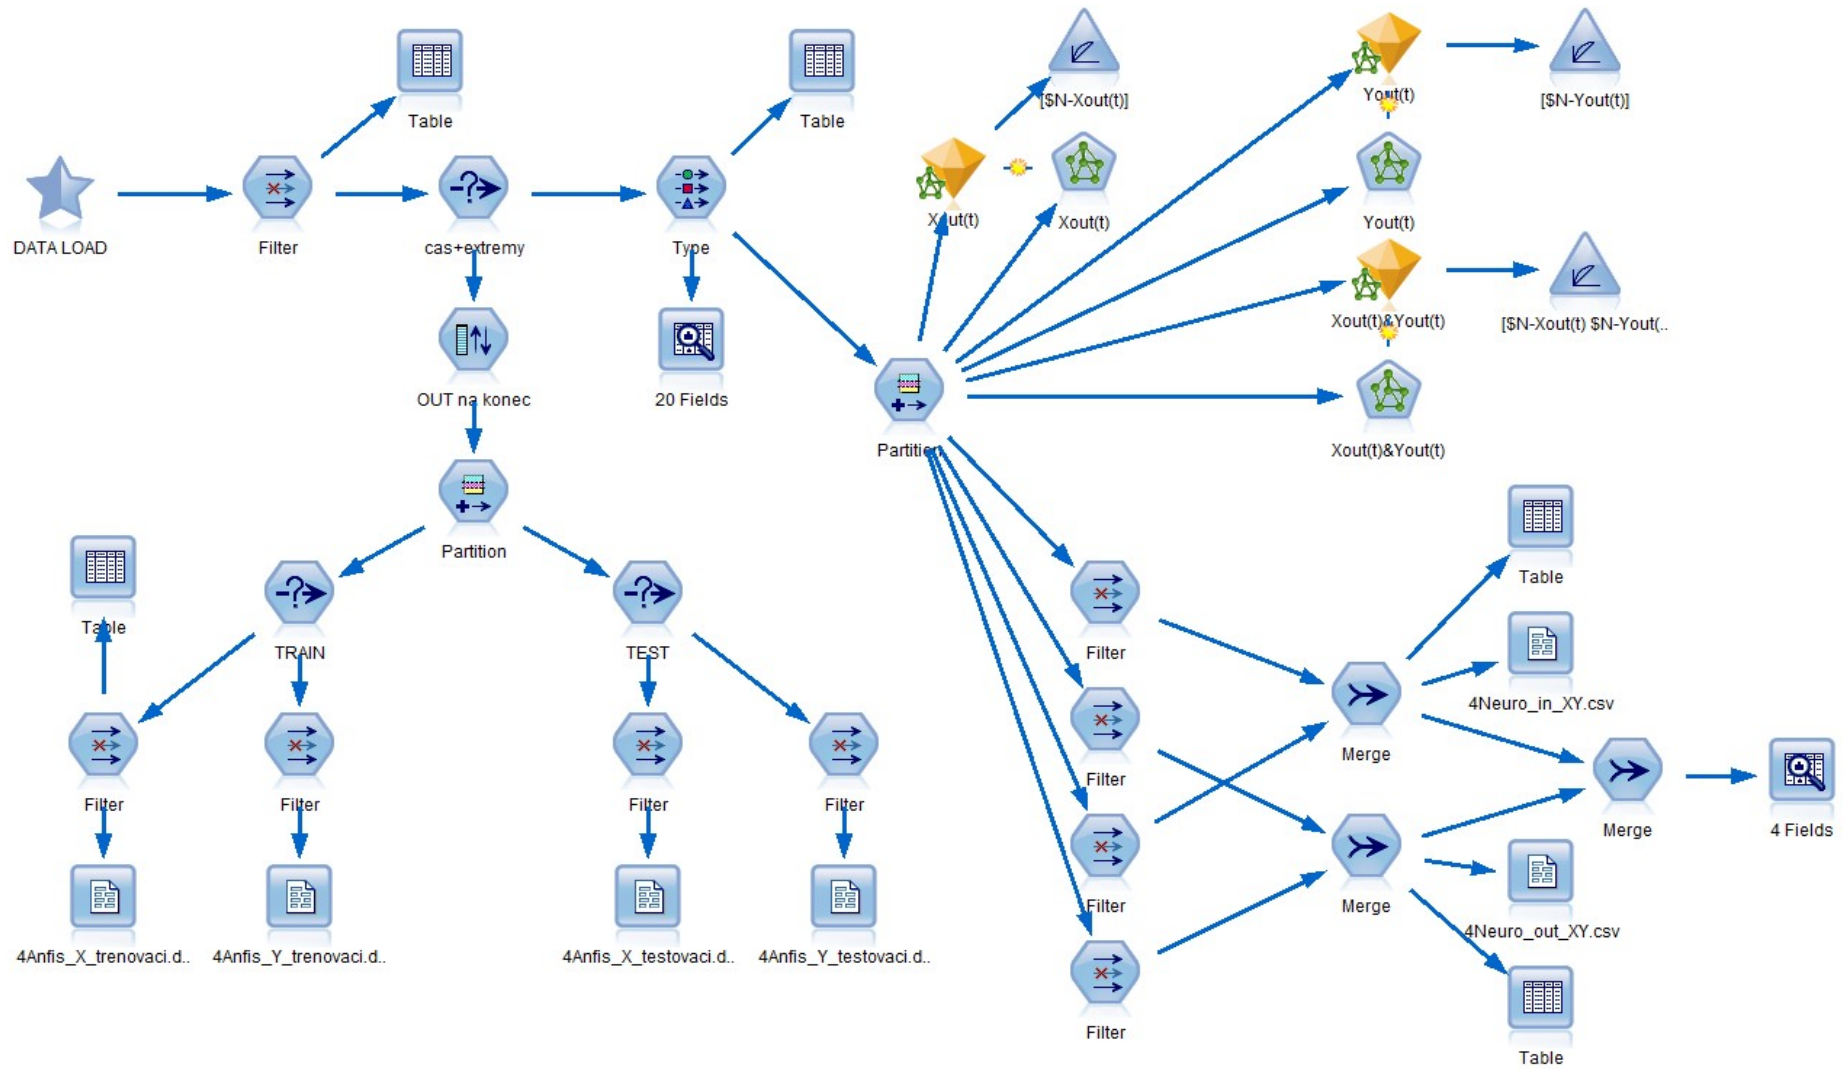 Table
Table
[$N-Xout(t)]
Yout(t)
[$N-Yout(t)]
DATA LOAD
Filter
cas+extremy
Type
Xout(t)
Xout(t)
Yout(t)
Xout(t)&Yout(t)
[$N-Xout(t) $N-Yout(..
OUT na konec
20 Fields
Partition
Xout(t)&Yout(t)
Partition
Table
Table
TRAIN
TEST
Filter
4Neuro_in_XY.csv
Merge
Filter
Filter
Filter
Filter
Filter
Merge
4 Fields
Filter
Merge
4Neuro_out_XY.csv
4Anfis_X_trenovaci.d..
4Anfis_Y_trenovaci.d..
4Anfis_X_testovaci.d..
4Anfis_Y_testovaci.d..
Filter
Table